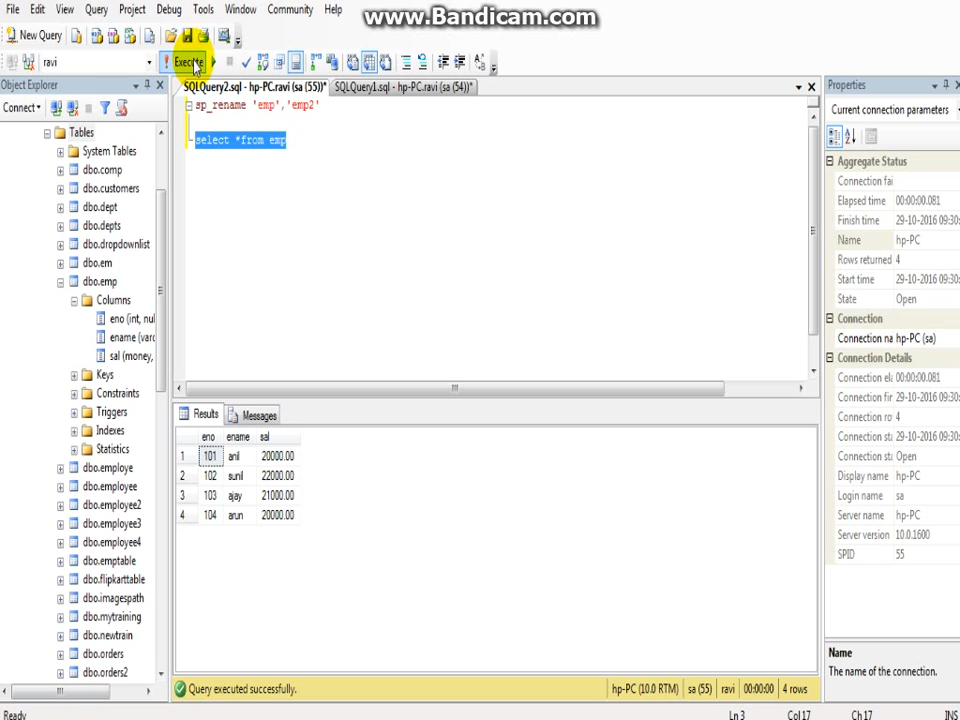 File Edit View Query Project Debug Tools Window Community Help
www.Bandicam.com
New Query
ravi Execute
Object Explorer
SQLQuery2.sql - hp-PC.ravi (sa (55))* SQLQuery1.sql - hp-PC.ravi (sa (54))*
Properties
Connect
sp_rename 'emp','emp2'
select *from emp
Current connection parameters
Tables
System Tables
dbo.comp
dbo.customers
dbo.dept
dbo.depts
dbo.dropdownlist
dbo.em
dbo.emp
Columns
eno (int, nul
ename (varc
sal (money,
Keys
Constraints
Triggers
Indexes
Statistics
dbo.employe
dbo.employee
dbo.employee2
dbo.employee3
dbo.employee4
dbo.emptable
dbo.flipkarttable
dbo.imagespath
dbo.mytraining
dbo.newtrain
dbo.orders
dbo.orders2
Results Messages
eno ename sal
1 101 anil 20000.00
2 102 sunil 22000.00
3 103 ajay 21000.00
4 104 arun 20000.00
Query executed successfully.
hp-PC (10.0 RTM) sa (55) ravi 00:00:00 4 rows
Aggregate Status
Connection fai
Elapsed time 00:00:00.081
Finish time 29-10-2016 09:30:
Name hp-PC
Rows returned 4
Start time 29-10-2016 09:30:
State Open
Connection
Connection na hp-PC (sa)
Connection Details
Connection ela 00:00:00.081
Connection fir 29-10-2016 09:30:
Connection ro 4
Connection sta 29-10-2016 09:30:
Connection sta Open
Display name hp-PC
Login name sa
Server name hp-PC
Server version 10.0.1600
SPID 55
Name
The name of the connection.
Ln 3 Col 17 Ch 17 INS